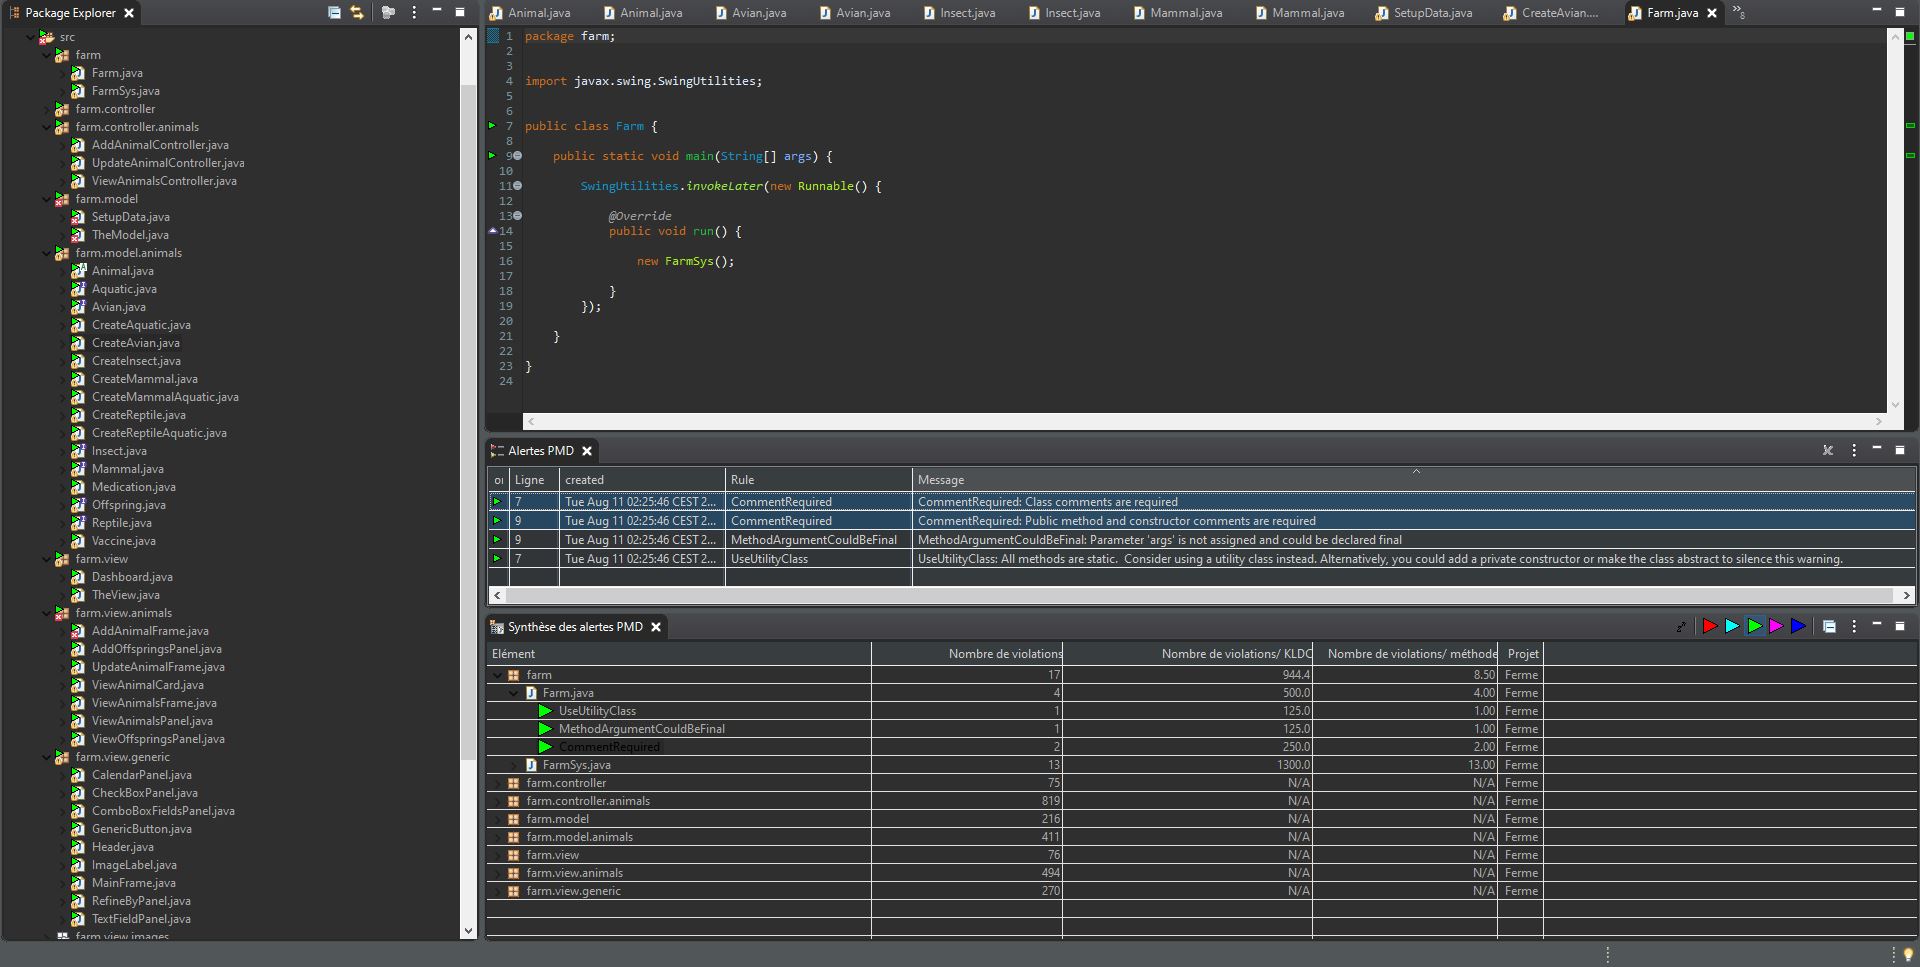 Package Explorer
src
farm
Farm.java
FarmSys.java
farm.controller
farm.controller.animals
AddAnimalController.java
UpdateAnimalController.java
ViewAnimalsController.java
farm.model
SetupData.java
TheModel.java
farm.model.animals
Animal.java
Aquatic.java
Avian.java
CreateAquatic.java
CreateAvian.java
CreateInsect.java
CreateMammal.java
CreateMammalAquatic.java
CreateReptile.java
CreateReptileAquatic.java
Insect.java
Mammal.java
Medication.java
Offspring.java
Reptile.java
Vaccine.java
farm.view
Dashboard.java
TheView.java
farm.view.animals
AddAnimalFrame.java
AddOffspringsPanel.java
UpdateAnimalFrame.java
ViewAnimalCard.java
ViewAnimalsFrame.java
ViewAnimalsPanel.java
ViewOffspringsPanel.java
farm.view.generic
CalendarPanel.java
CheckBoxPanel.java
ComboBoxFieldsPanel.java
GenericButton.java
Header.java
ImageLabel.java
MainFrame.java
RefineByPanel.java
TextFieldPanel.java
farm.view.images
Animal.java Animal.java Avian.java Avian.java Insect.java Insect.java Mammal.java Mammal.java SetupData.java CreateAvian.... Farm.java 8
1 package farm;
2
3
4 import javax.swing.SwingUtilities;
5
6
7 public class Farm {
8
9 public static void main(String[] args) {
10
11 SwingUtilities.invokeLater(new Runnable() {
12
13 @Override
14 public void run() {
15
16 new FarmSys();
17
18 }
19 });
20
21 }
22
23 }
24
Alertes PMD
Ligne created Rule Message
7 Tue Aug 11 02:25:46 CEST 2... CommentRequired CommentRequired: Class comments are required
9 Tue Aug 11 02:25:46 CEST 2... CommentRequired CommentRequired: Public method and constructor comments are required
9 Tue Aug 11 02:25:46 CEST 2... MethodArgumentCouldBeFinal MethodArgumentCouldBeFinal: Parameter 'args' is not assigned and could be declared final
7 Tue Aug 11 02:25:46 CEST 2... UseUtilityClass UseUtilityClass: All methods are static.  Consider using a utility class instead. Alternatively, you could add a private constructor or make the class abstract to silence this warning.
Synthèse des alertes PMD
Elément Nombre de violations Nombre de violations/ KLDC Nombre de violations/ méthode Projet
farm 17 944.4 8.50 Ferme
Farm.java 4 500.0 4.00 Ferme
UseUtilityClass 1 125.0 1.00 Ferme
MethodArgumentCouldBeFinal 1 125.0 1.00 Ferme
CommentRequired 2 250.0 2.00 Ferme
FarmSys.java 13 1300.0 13.00 Ferme
farm.controller 75 N/A N/A Ferme
farm.controller.animals 819 N/A N/A Ferme
farm.model 216 N/A N/A Ferme
farm.model.animals 411 N/A N/A Ferme
farm.view 76 N/A N/A Ferme
farm.view.animals 494 N/A N/A Ferme
farm.view.generic 270 N/A N/A Ferme